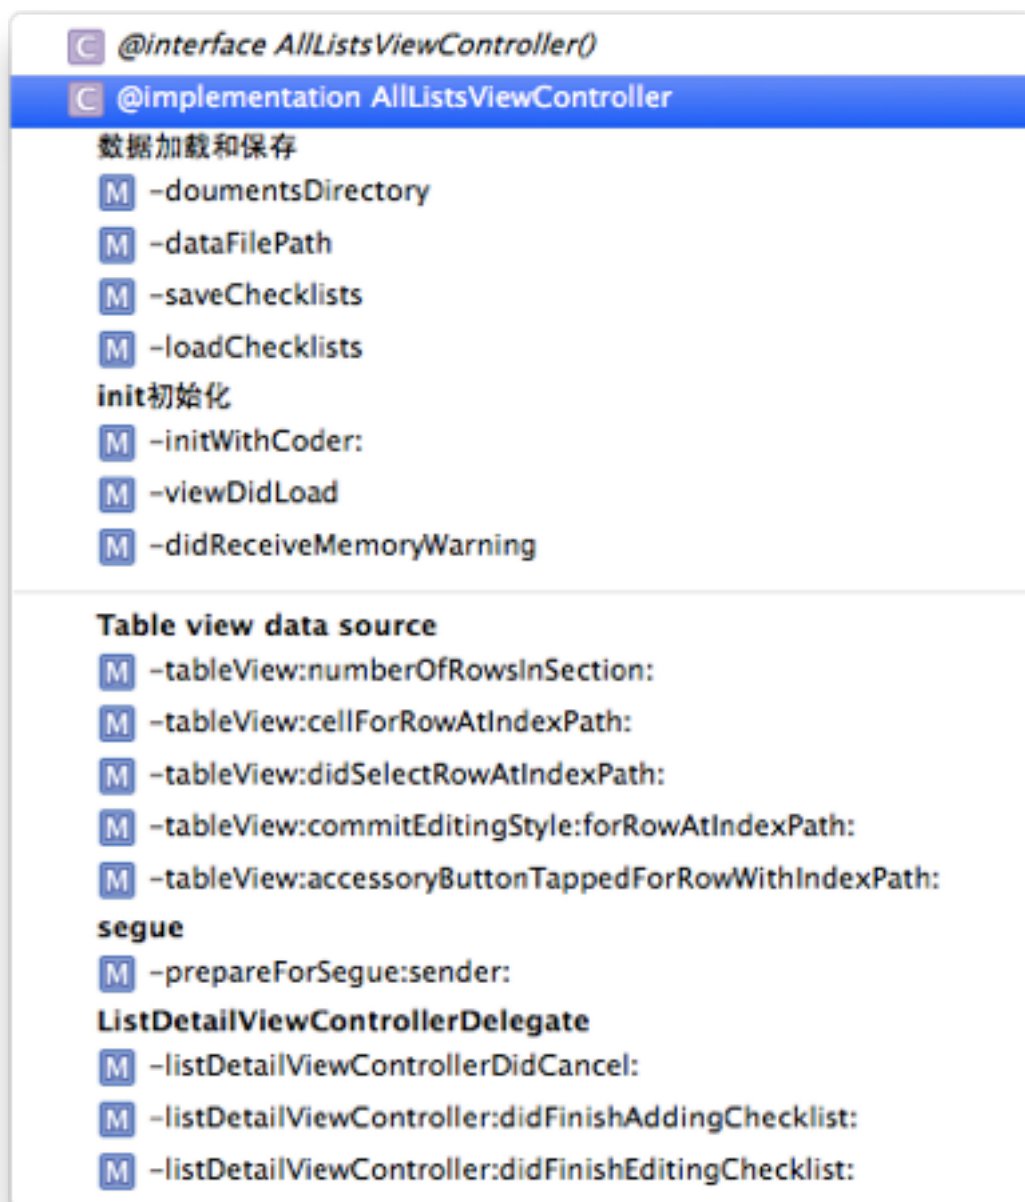 C @interface AllListsViewController()
C @implementation AllListsViewController
数据加载和保存
M -doumentsDirectory
M -dataFilePath
M -saveChecklists
M -loadChecklists
init初始化
M -initWithCoder:
M -viewDidLoad
M -didReceiveMemoryWarning
Table view data source
M -tableView:numberOfRowsInSection:
M -tableView:cellForRowAtIndexPath:
M -tableView:didSelectRowAtIndexPath:
M -tableView:commitEditingStyle:forRowAtIndexPath:
M -tableView:accessoryButtonTappedForRowWithIndexPath:
segue
M -prepareForSegue:sender:
ListDetailViewControllerDelegate
M -listDetailViewControllerDidCancel:
M -listDetailViewController:didFinishAddingChecklist:
M -listDetailViewController:didFinishEditingChecklist: